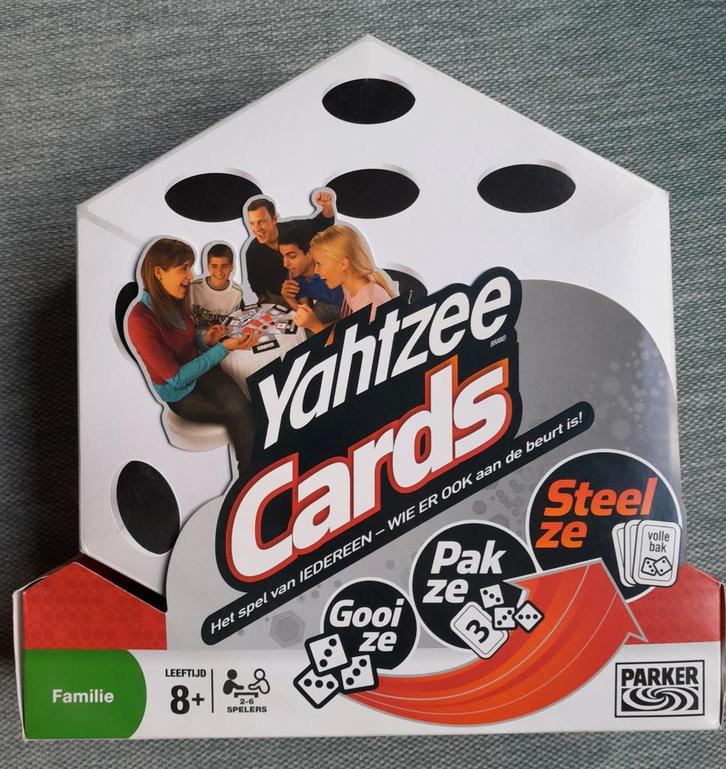 Yahtzee
BRAND
Cards
Het spel van IEDEREEN – WIE ER OOK aan de beurt is!
Gooi
ze
Pak
ze
3
Steel
ze
volle
bak
Familie
LEEFTIJD
8+
2-6
SPELERS
PARKER